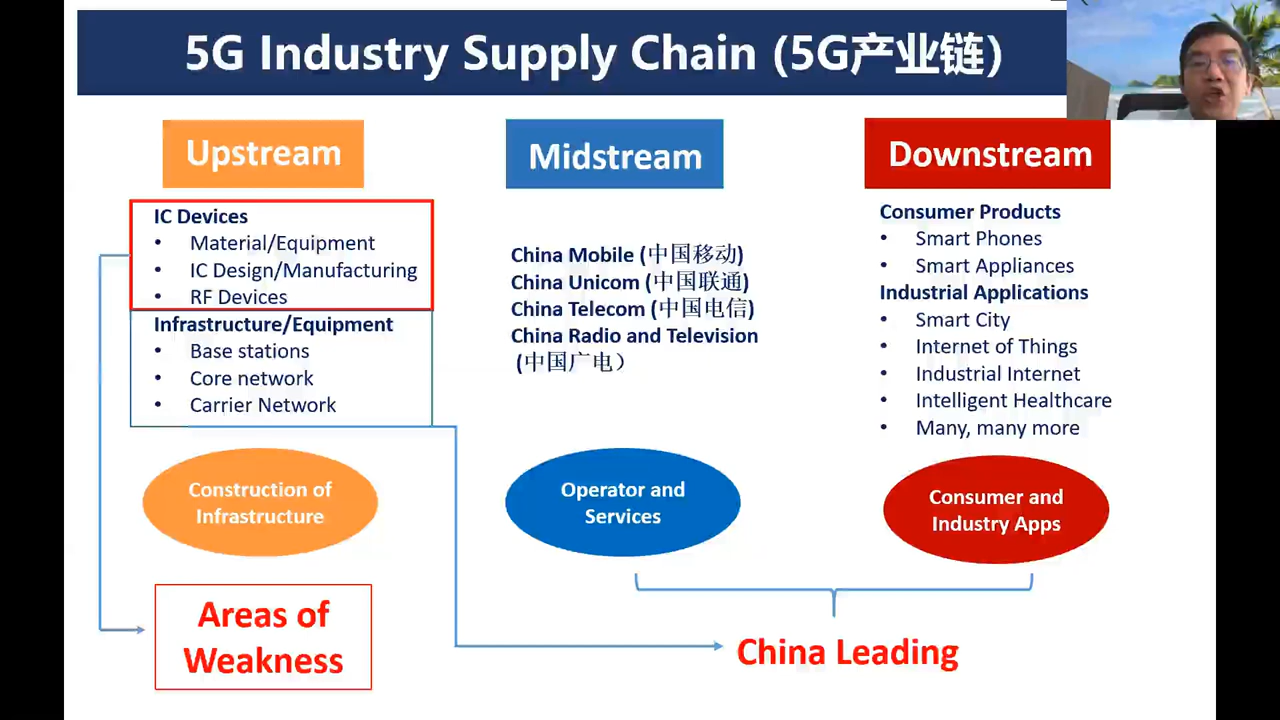 5G Industry Supply Chain (5G产业链)
Upstream
IC Devices
• Material/Equipment
• IC Design/Manufacturing
• RF Devices
Infrastructure/Equipment
• Base stations
• Core network
• Carrier Network
Construction of
Infrastructure
Areas of
Weakness
Midstream
China Mobile (中国移动)
China Unicom (中国联通)
China Telecom (中国电信)
China Radio and Television
(中国广电）
Operator and
Services
Downstream
Consumer Products
• Smart Phones
• Smart Appliances
Industrial Applications
• Smart City
• Internet of Things
• Industrial Internet
• Intelligent Healthcare
• Many, many more
Consumer and
Industry Apps
China Leading